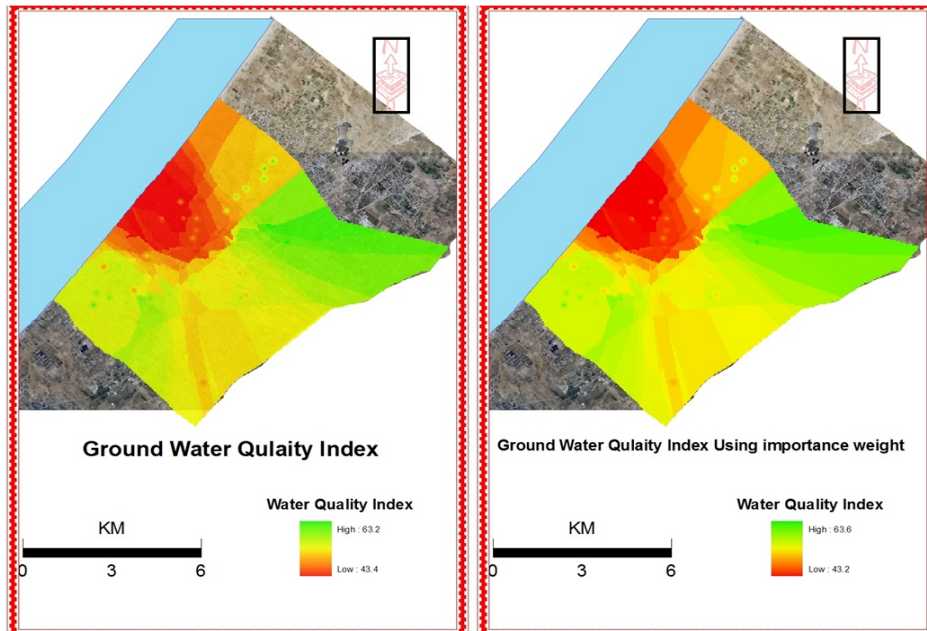 N
Ground Water Qulaity Index
Water Quality Index
KM
High : 63.2
Low : 43.4
0 3 6
N
Ground Water Qulaity Index Using importance weight
Water Quality Index
KM
High : 63.6
Low : 43.2
0 3 6